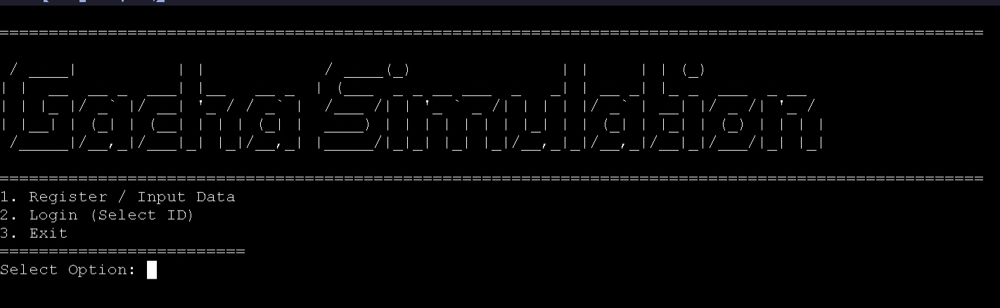 Gacha Simulation
1. Register / Input Data
2. Login (Select ID)
3. Exit
Select Option: